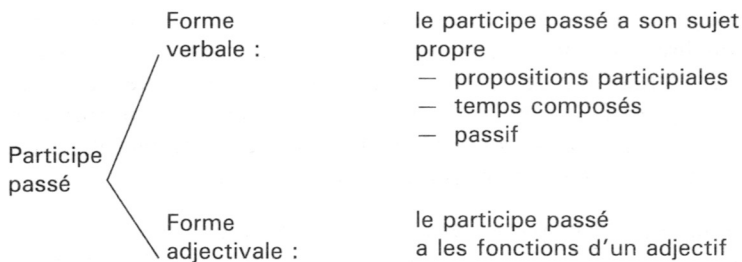 Participe
passé
Forme
verbale :
le participe passé a son sujet
propre
— propositions participiales
— temps composés
— passif
Forme
adjectivale :
le participe passé
a les fonctions d'un adjectif